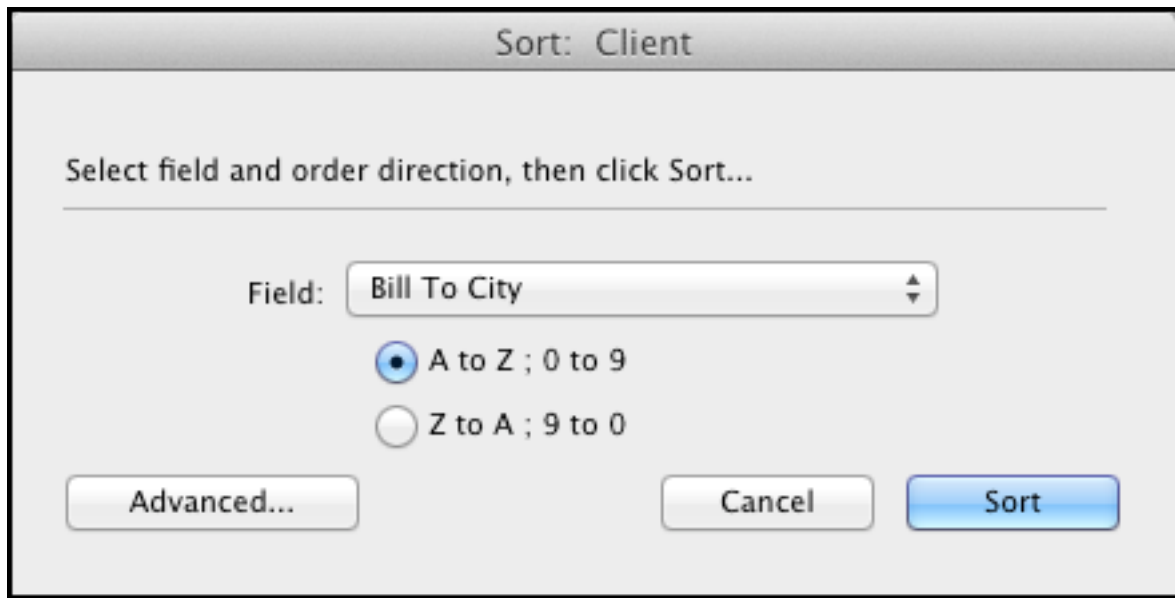 Sort: Client
Select field and order direction, then click Sort...
Field: Bill To City
A to Z ; 0 to 9
Z to A ; 9 to 0
Advanced... Cancel Sort